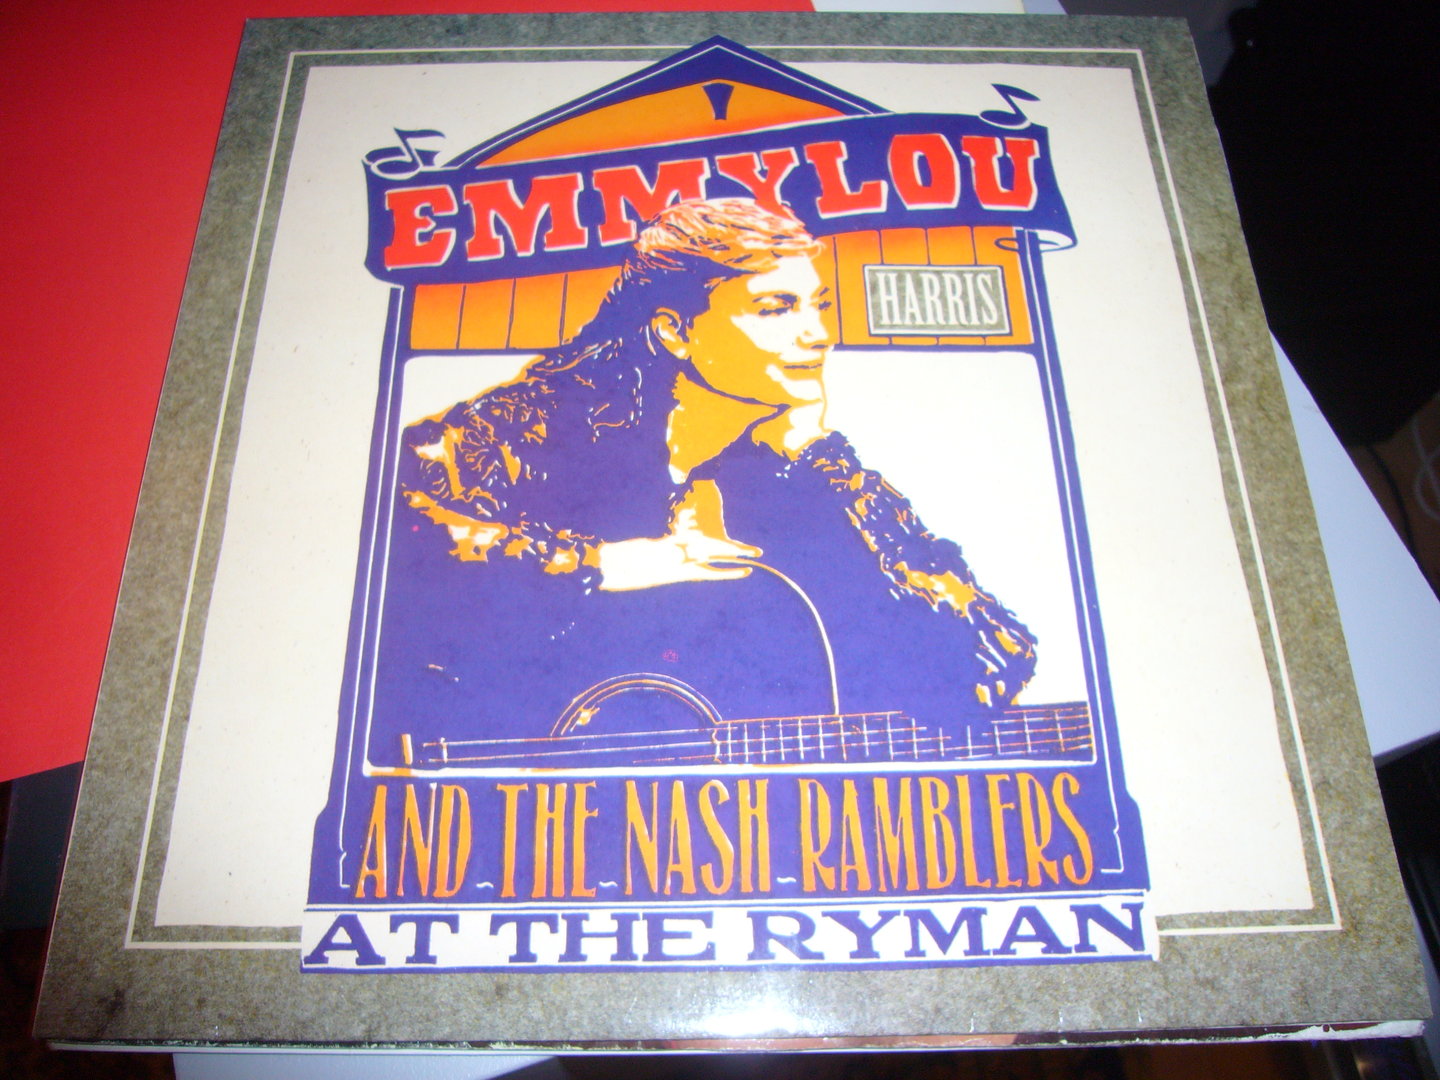 EMMYLOU
HARRIS
AND THE NASH RAMBLERS
AT THE RYMAN